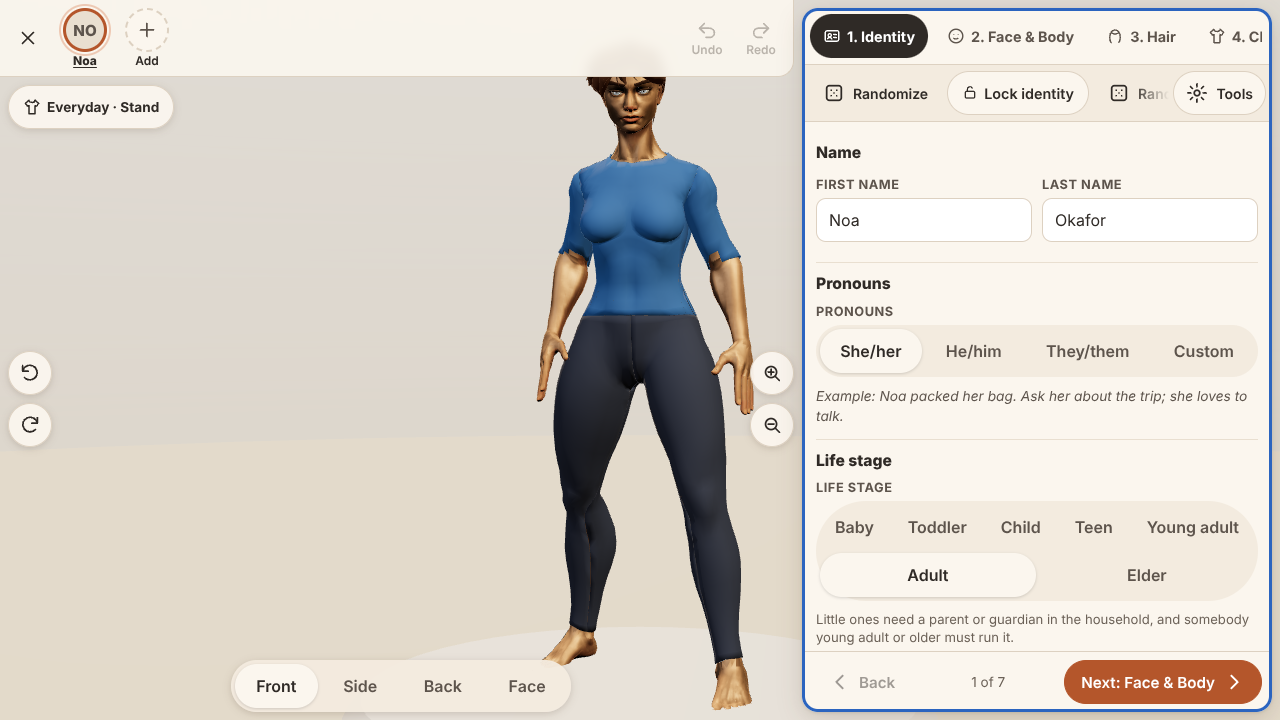 NO
Noa
Add
Undo
Redo
Everyday · Stand
Front
Side
Back
Face
1. Identity
2. Face & Body
3. Hair
4. Cl
Randomize
Lock identity
Tools
Name
FIRST NAME
LAST NAME
Noa
Okafor
Pronouns
PRONOUNS
She/her
He/him
They/them
Custom
Example: Noa packed her bag. Ask her about the trip; she loves to
talk.
Life stage
LIFE STAGE
Baby
Toddler
Child
Teen
Young adult
Adult
Elder
Little ones need a parent or guardian in the household, and somebody
young adult or older must run it.
Back
1 of 7
Next: Face & Body